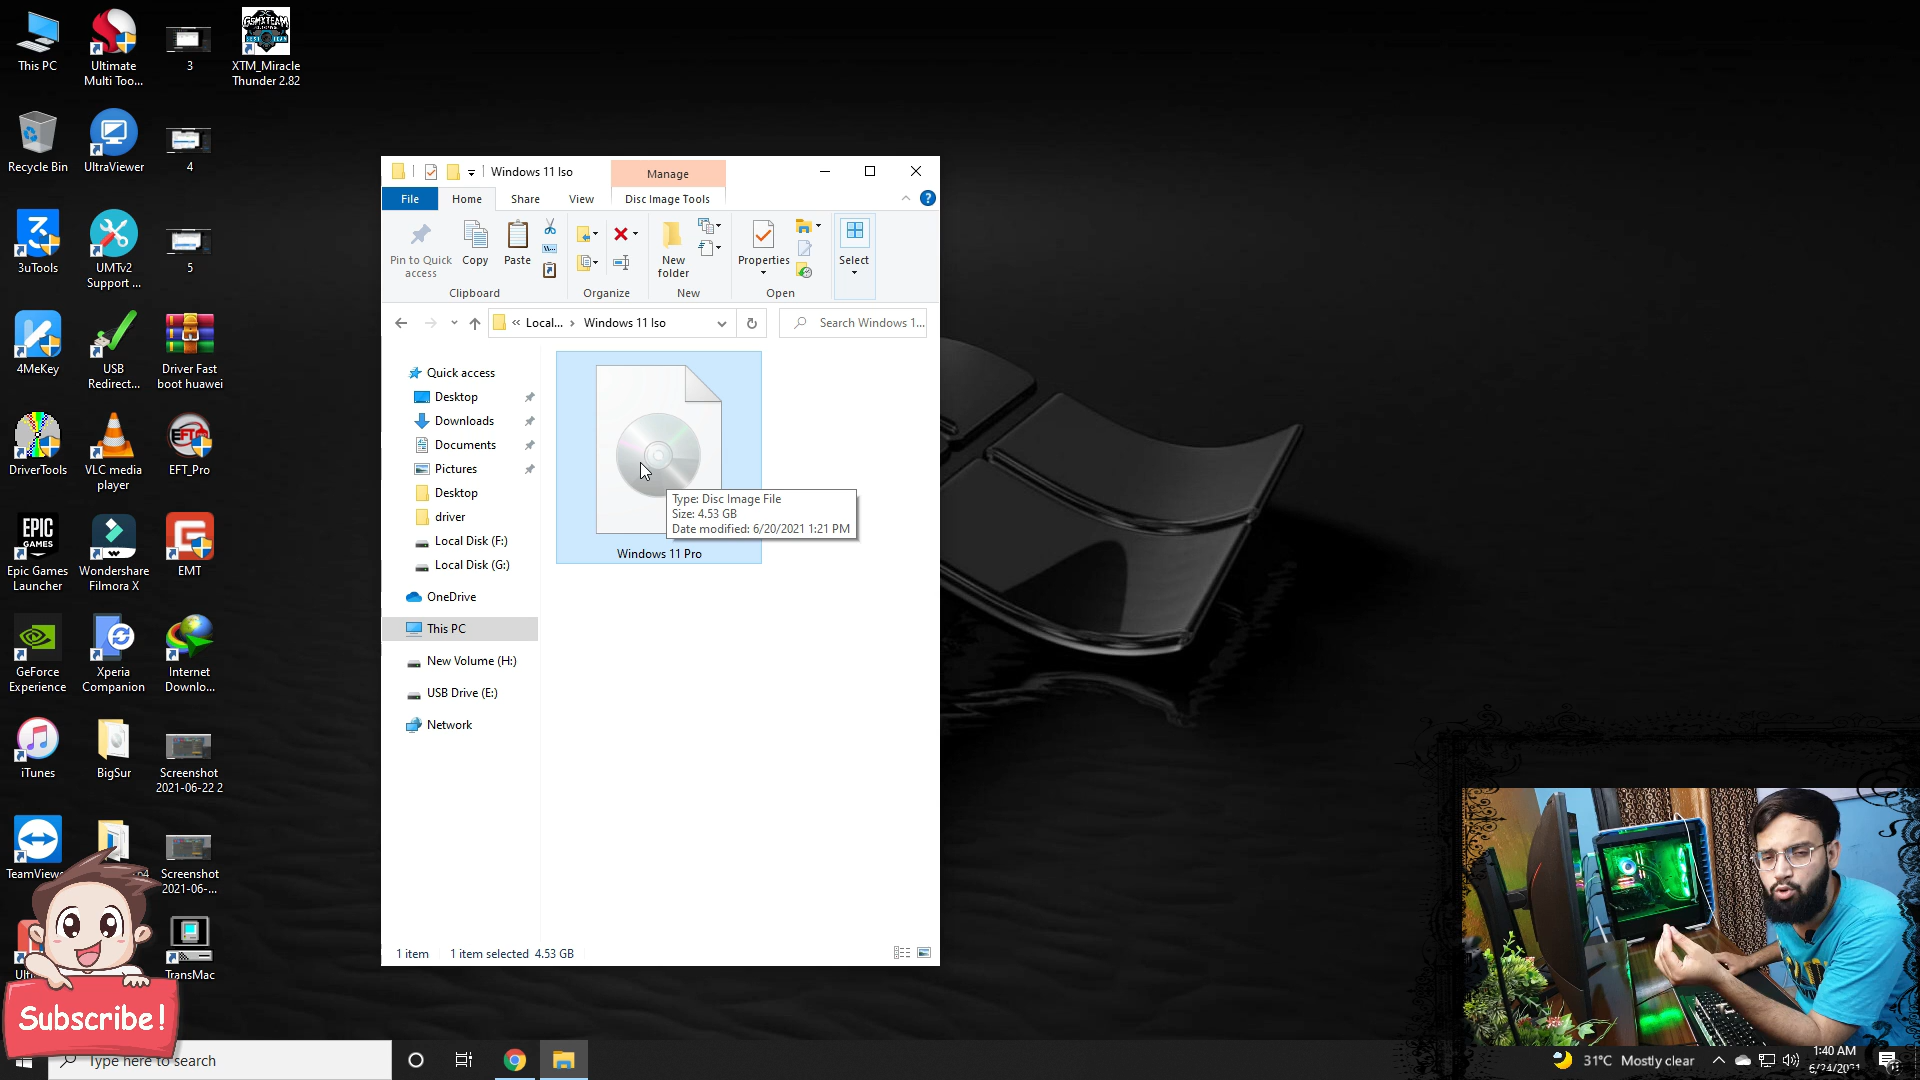 This PC
Ultimate
Multi Too...
3
XTM_Miracle
Thunder 2.82
Recycle Bin
UltraViewer
4
3uTools
UMTv2
Support ...
5
4MeKey
USB
Redirect...
Driver Fast
boot huawei
DriverTools
VLC media
player
EFT_Pro
EPIC
GAMES
Epic Games
Launcher
Wondershare
Filmora X
EMT
GeForce
Experience
Xperia
Companion
Internet
Downlo...
iTunes
BigSur
Screenshot
2021-06-22 2
TeamView
Screenshot
2021-06-...
TransMac
Subscribe!
Windows 11 Iso
Manage
File
Home
Share
View
Disc Image Tools
Pin to Quick
access
Copy
Paste
New
folder
Properties
Select
Clipboard
Organize
New
Open
« Local... › Windows 11 Iso
Search Windows 1...
Quick access
Desktop
Downloads
Documents
Pictures
Desktop
driver
Local Disk (F:)
Local Disk (G:)
OneDrive
This PC
New Volume (H:)
USB Drive (E:)
Network
Type: Disc Image File
Size: 4.53 GB
Date modified: 6/20/2021 1:21 PM
Windows 11 Pro
1 item
1 item selected 4.53 GB
Type here to search
31°C Mostly clear
1:40 AM
6/24/2021